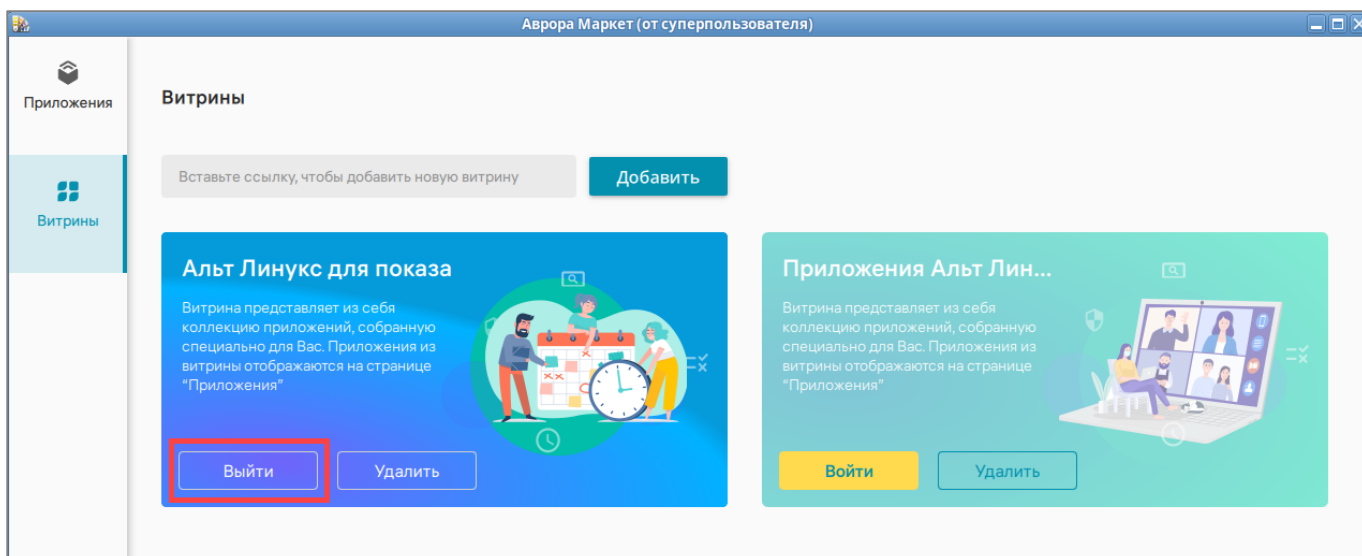 Аврора Маркет (от суперпользователя)
Приложения
Витрины
Витрины
Вставьте ссылку, чтобы добавить новую витрину
Добавить
Альт Линукс для показа
Витрина представляет из себя
коллекцию приложений, собранную
специально для Вас. Приложения из
витрины отображаются на странице
“Приложения”
Выйти
Удалить
Приложения Альт Лин...
Витрина представляет из себя
коллекцию приложений, собранную
специально для Вас. Приложения из
витрины отображаются на странице
“Приложения”
Войти
Удалить